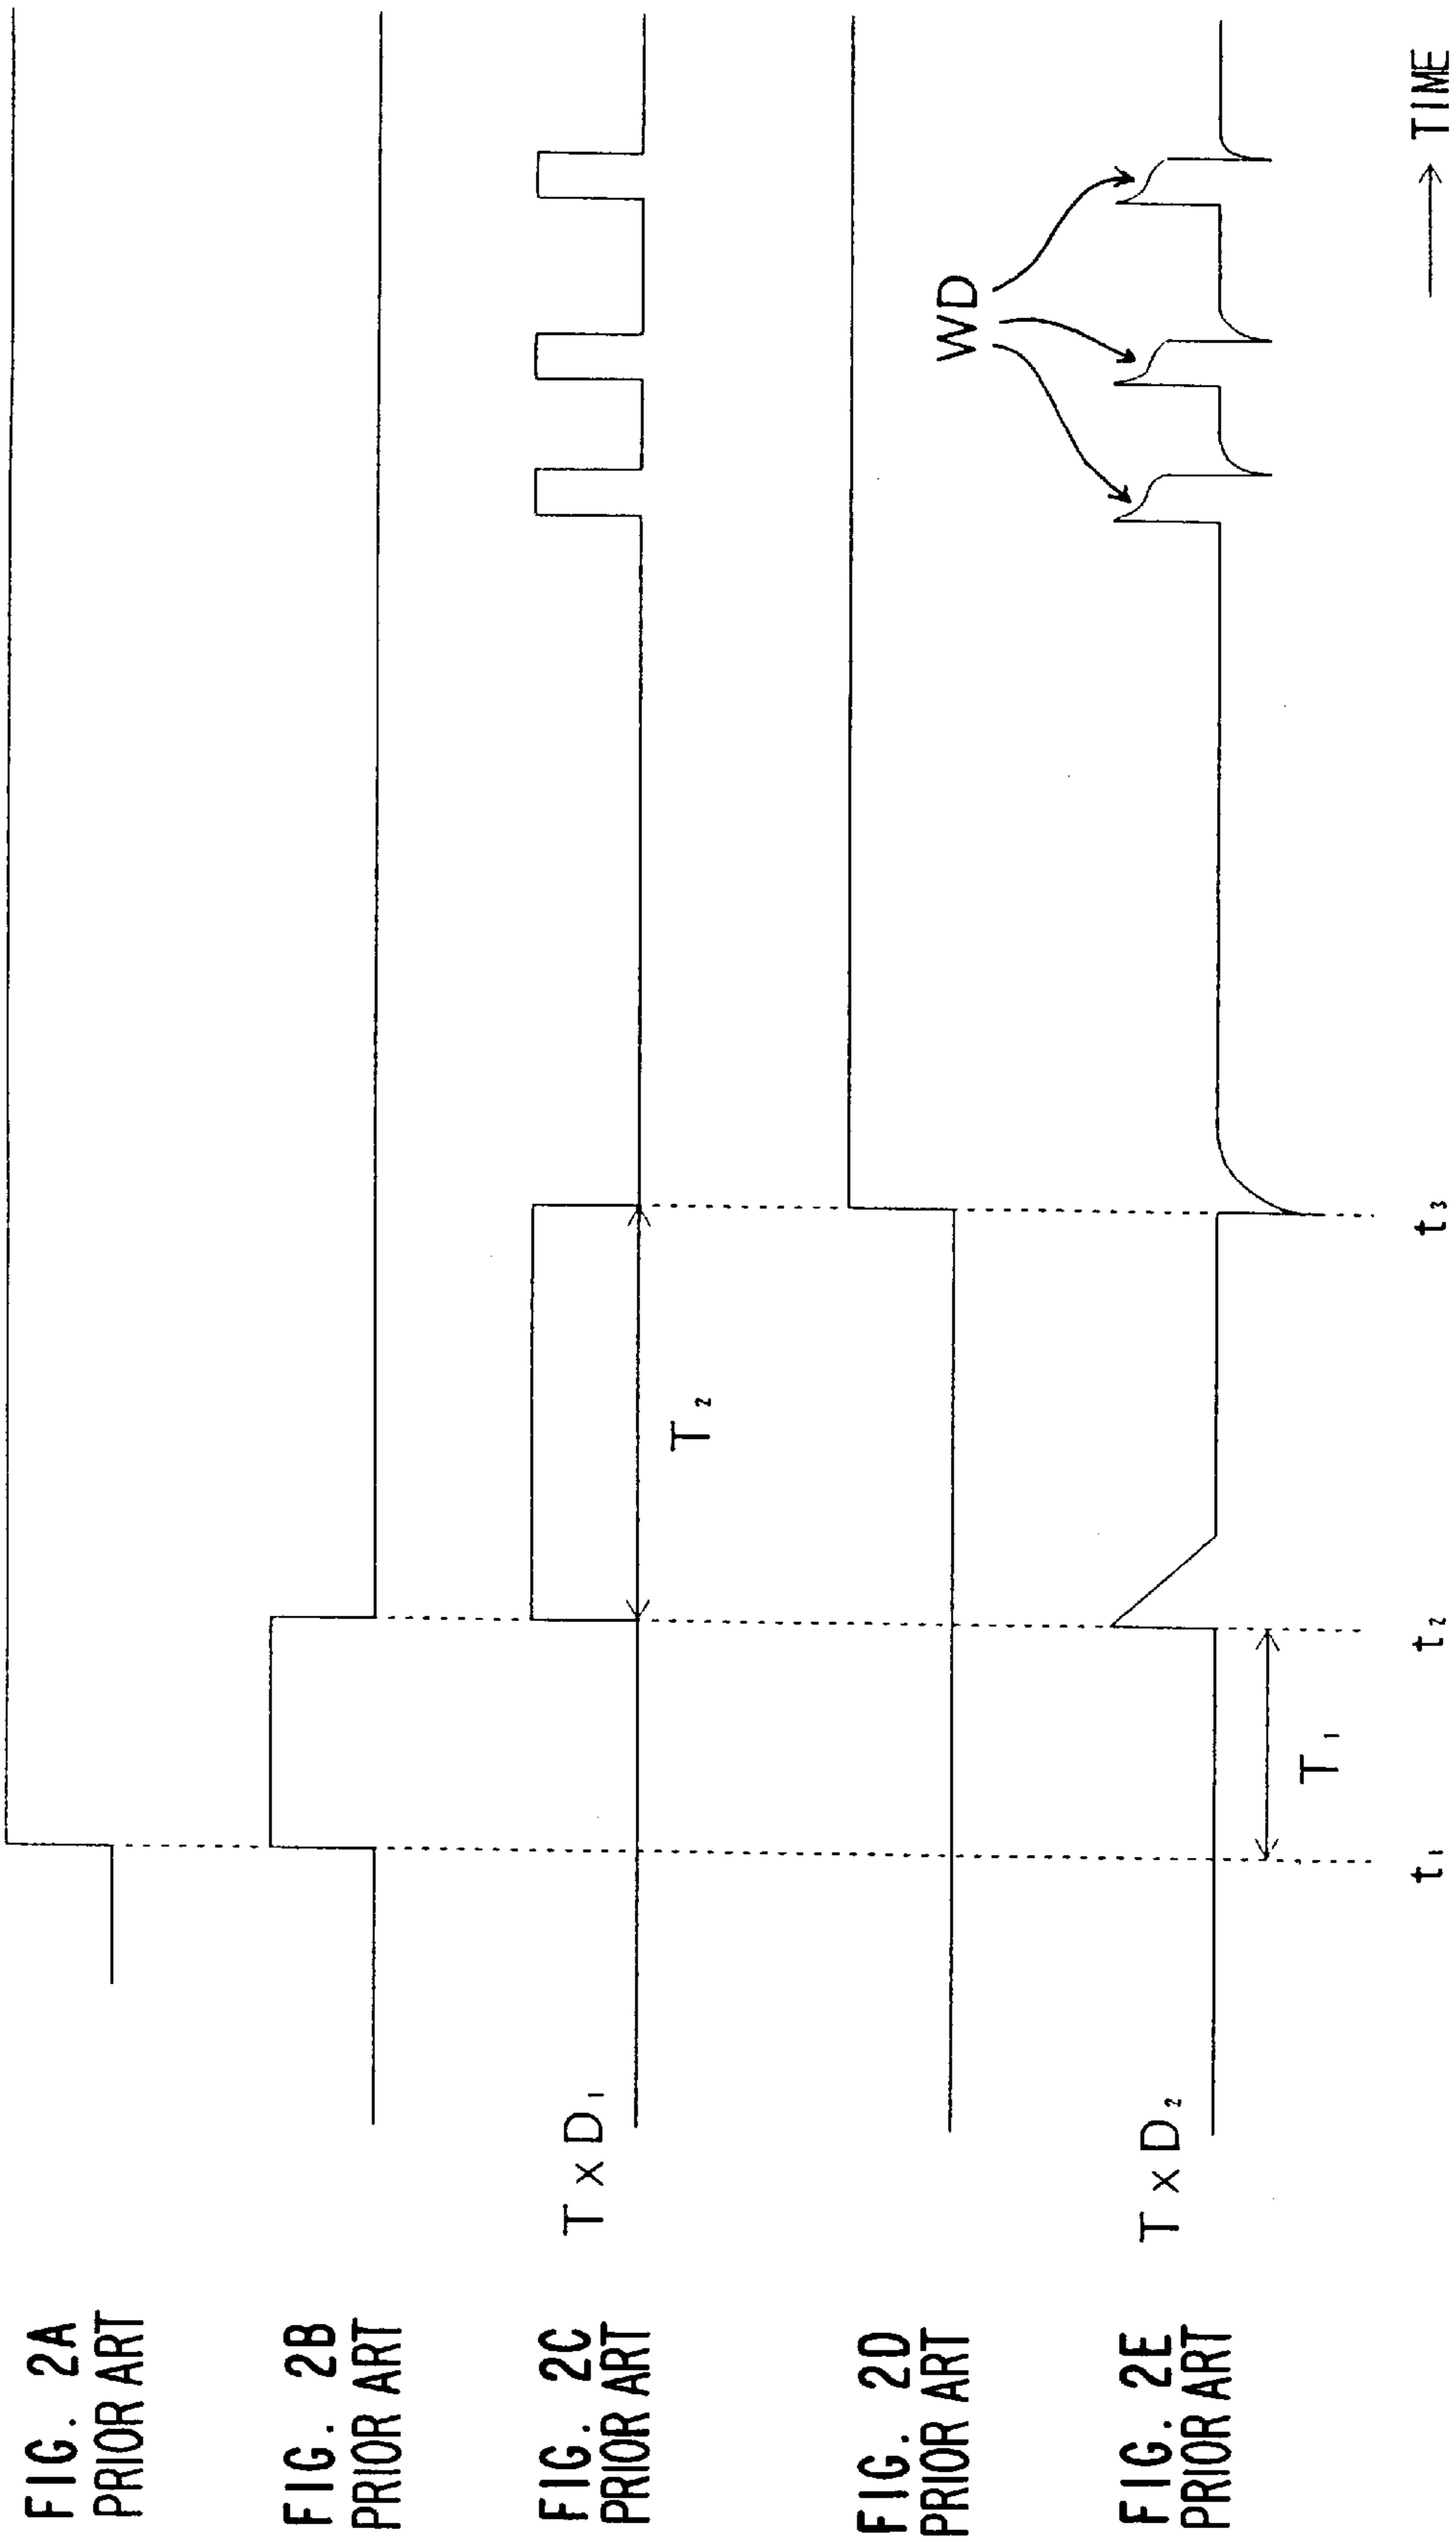 FIG. 2A
PRIOR ART
FIG. 2B
PRIOR ART
FIG. 2C
PRIOR ART
T x D₁
T₂
FIG. 2D
PRIOR ART
FIG. 2E
PRIOR ART
T x D₂
WD
T₁
t₁
t₂
t₃
→ TIME